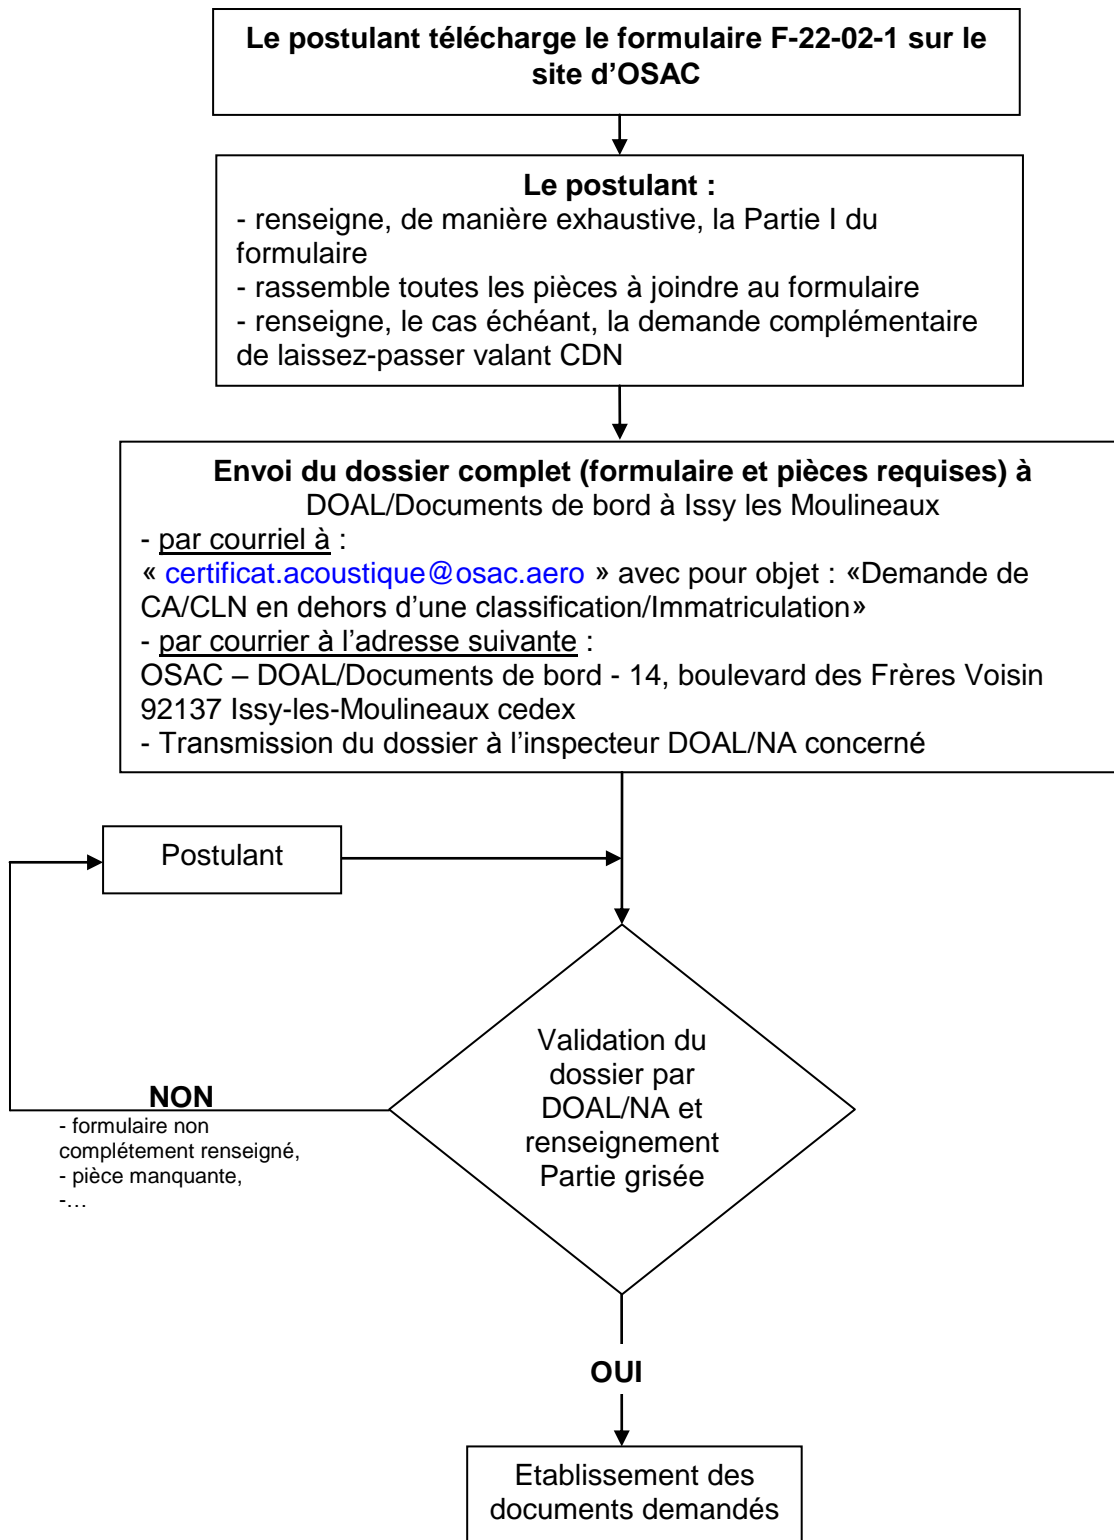 Le postulant télécharge le formulaire F-22-02-1 sur le
site d’OSAC
Le postulant :
- renseigne, de manière exhaustive, la Partie I du
formulaire
- rassemble toutes les pièces à joindre au formulaire
- renseigne, le cas échéant, la demande complémentaire
de laissez-passer valant CDN
Envoi du dossier complet (formulaire et pièces requises) à
DOAL/Documents de bord à Issy les Moulineaux
- par courriel à :
« certificat.acoustique@osac.aero » avec pour objet : «Demande de
CA/CLN en dehors d’une classification/Immatriculation»
- par courrier à l’adresse suivante :
OSAC – DOAL/Documents de bord - 14, boulevard des Frères Voisin
92137 Issy-les-Moulineaux cedex
- Transmission du dossier à l’inspecteur DOAL/NA concerné
Postulant
Validation du
dossier par
DOAL/NA et
renseignement
Partie grisée
NON
- formulaire non
complétement renseigné,
- pièce manquante,
-…
OUI
Etablissement des
documents demandés